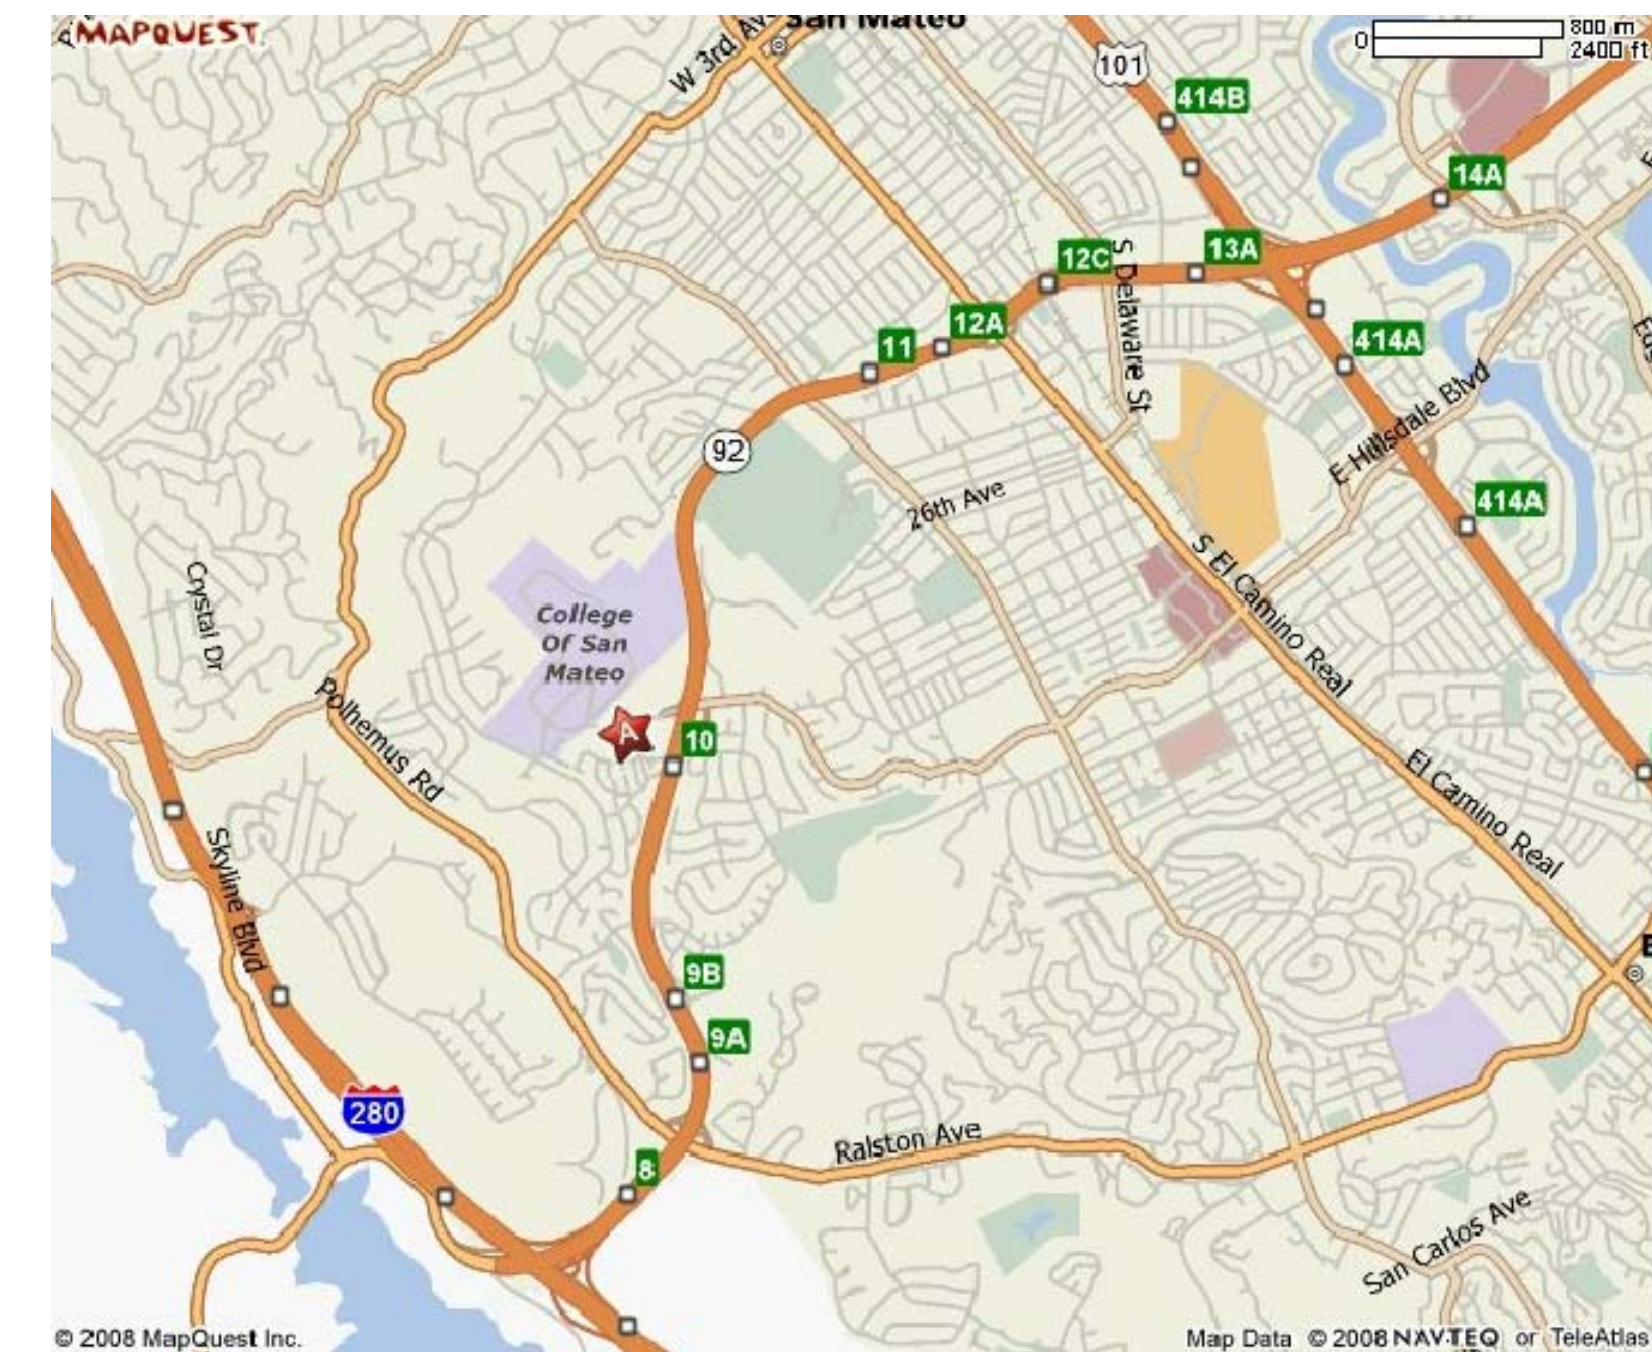 MAPQUEST.
San Mateo
W 3rd Av
101
0
800 m
2400 ft
414B
14A
12C
13A
S Delaware St
12A
11
414A
92
E Hillsdale Blvd
26th Ave
414A
S El Camino Real
Crystal Dr
College
Of San
Mateo
Polhemus Rd
A
10
El Camino Real
Skyline Blvd
9B
9A
280
Ralston Ave
8
San Carlos Ave
© 2008 MapQuest Inc.
Map Data © 2008 NAVTEQ or TeleAtlas